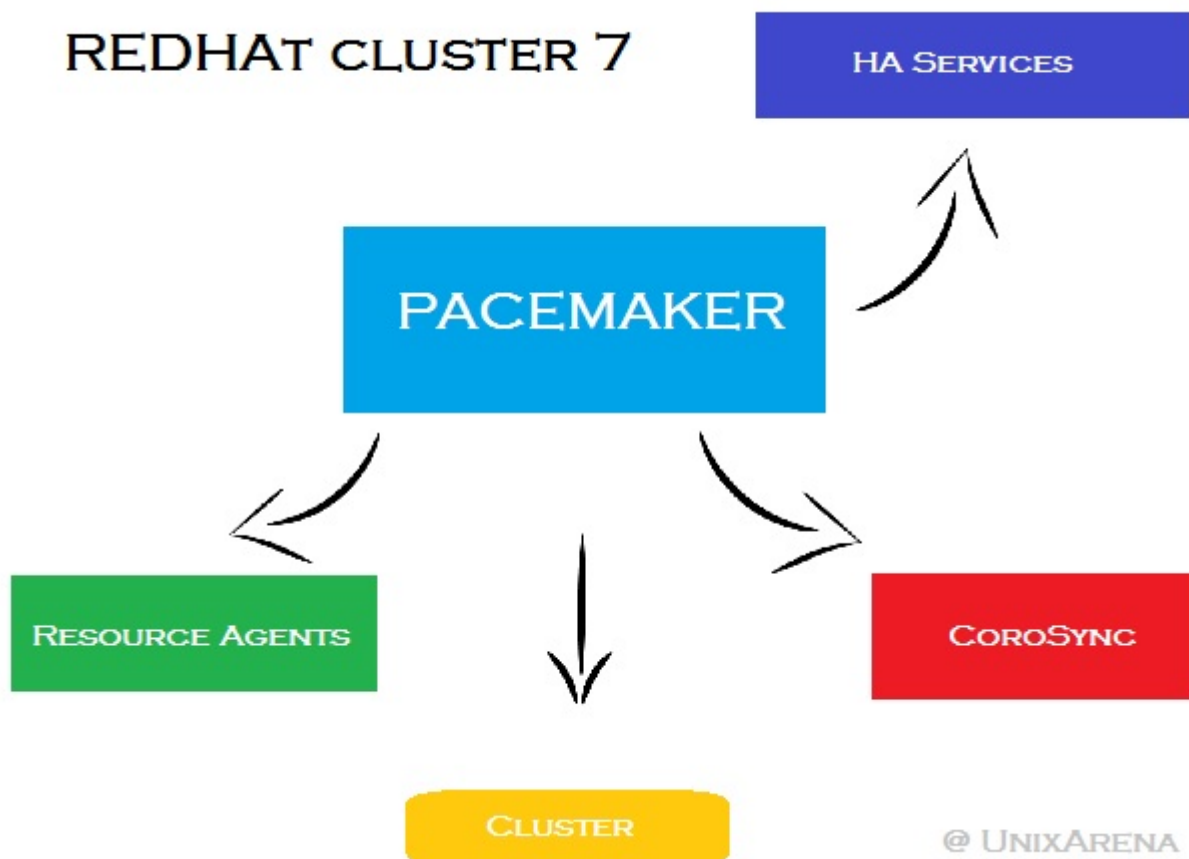 REDHAT CLUSTER 7
HA SERVICES
PACEMAKER
RESOURCE AGENTS
COROSYNC
CLUSTER
@ UNIXARENA